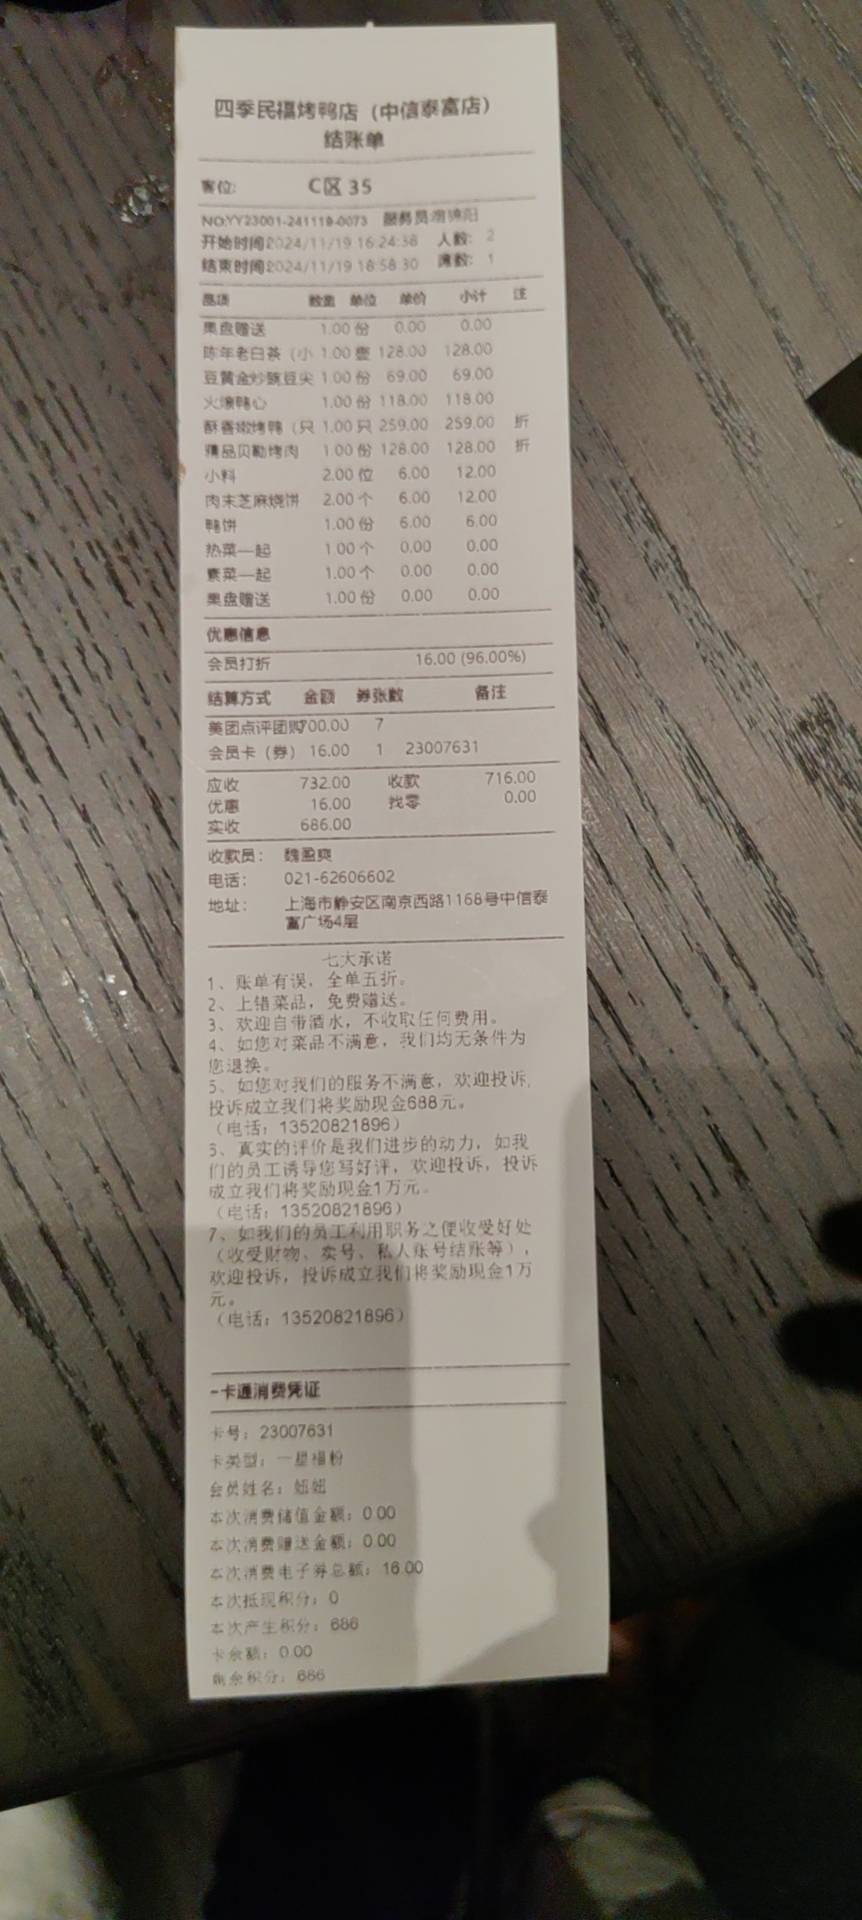 四季民福烤鸭店（中信泰富店）
结账单
客位: C区 35
NO:YY23001-241119-0073 服务员:
开始时间2024/11/19 16:24:38 人数: 2
结束时间2024/11/19 18:58:30 席数: 1
品项 数量 单位 单价 小计 注
果盘赠送 1.00 份 0.00 0.00
陈年老白茶（小 1.00 壶 128.00 128.00
豆黄金炒豌豆尖 1.00 份 69.00 69.00
火爆鸭心 1.00 份 118.00 118.00
酥香嫩烤鸭（只 1.00 只 259.00 259.00 折
精品贝勒烤肉 1.00 份 128.00 128.00 折
小料 2.00 位 6.00 12.00
肉末芝麻烧饼 2.00 个 6.00 12.00
鸭饼 1.00 份 6.00 6.00
热菜一起 1.00 个 0.00 0.00
素菜一起 1.00 个 0.00 0.00
果盘赠送 1.00 份 0.00 0.00
优惠信息
会员打折 16.00 (96.00%)
结算方式 金额 券张数 备注
美团点评团购700.00 7
会员卡（券） 16.00 1 23007631
应收 732.00 收款 716.00
优惠 16.00 找零 0.00
实收 686.00
收款员: 魏盈爽
电话: 021-62606602
地址: 上海市静安区南京西路1168号中信泰
富广场4层
七大承诺
1、账单有误，全单五折。
2、上错菜品，免费赠送。
3、欢迎自带酒水，不收取任何费用。
4、如您对菜品不满意，我们均无条件为
您退换。
5、如您对我们的服务不满意，欢迎投诉,
投诉成立我们将奖励现金688元。
（电话：13520821896）
6、真实的评价是我们进步的动力，如我
们的员工诱导您写好评，欢迎投诉，投诉
成立我们将奖励现金1万元。
（电话：13520821896）
7、如我们的员工利用职务之便收受好处
（收受财物、卖号、私人账号结账等），
欢迎投诉，投诉成立我们将奖励现金1万
元。
（电话：13520821896）
一卡通消费凭证
卡号：23007631
卡类型：一星福粉
会员姓名：妞妞
本次消费储值金额：0.00
本次消费赠送金额：0.00
本次消费电子券总额：16.00
本次抵现积分：0
本次产生积分：686
卡余额：0.00
剩余积分：686